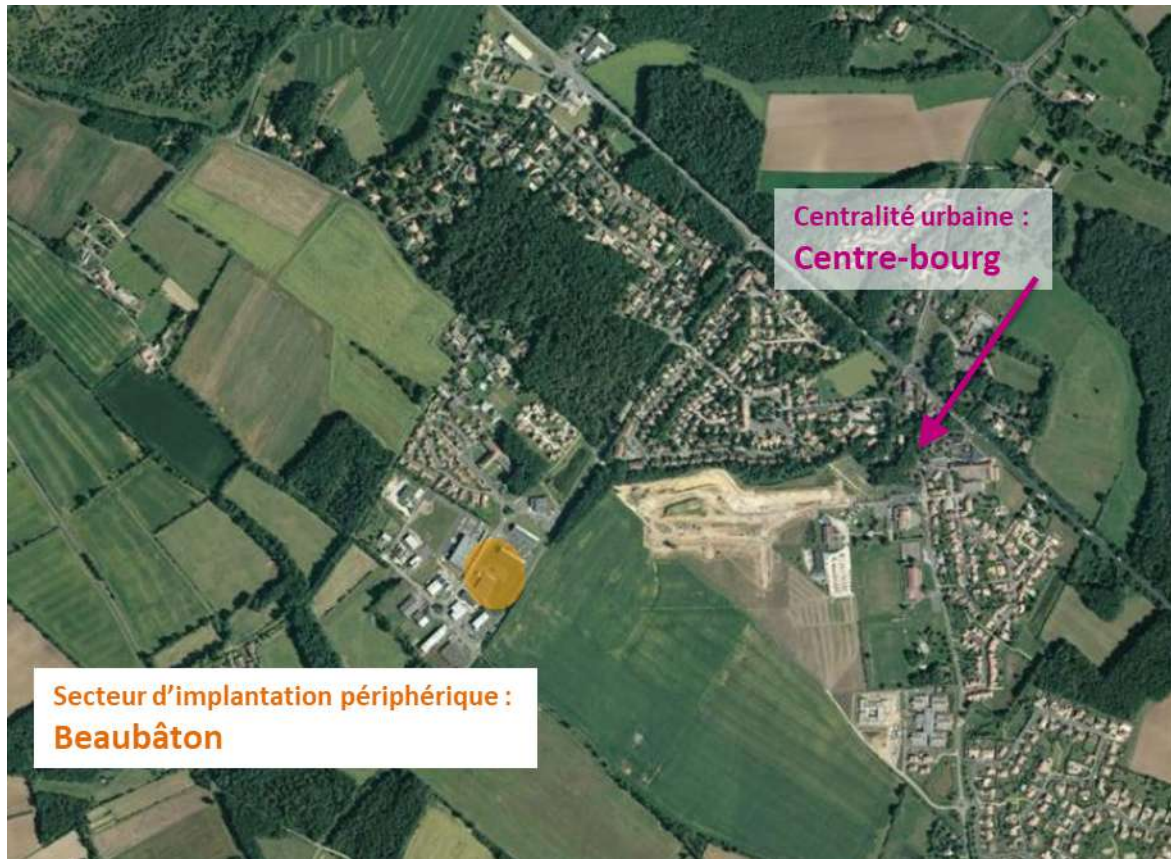 Centralité urbaine :
Centre-bourg
Secteur d'implantation périphérique :
Beaubâton